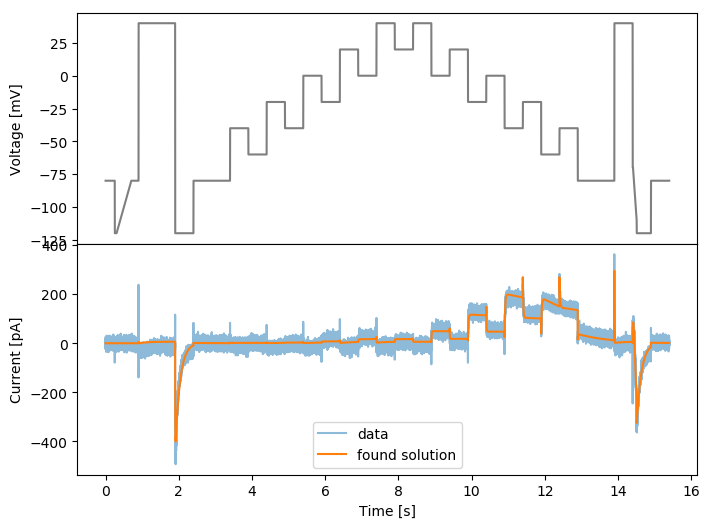 Voltage [mV]
25
0
−25
−50
−75
−100
−125
Current [pA]
400
200
0
−200
−400
data
found solution
0 2 4 6 8 10 12 14 16
Time [s]